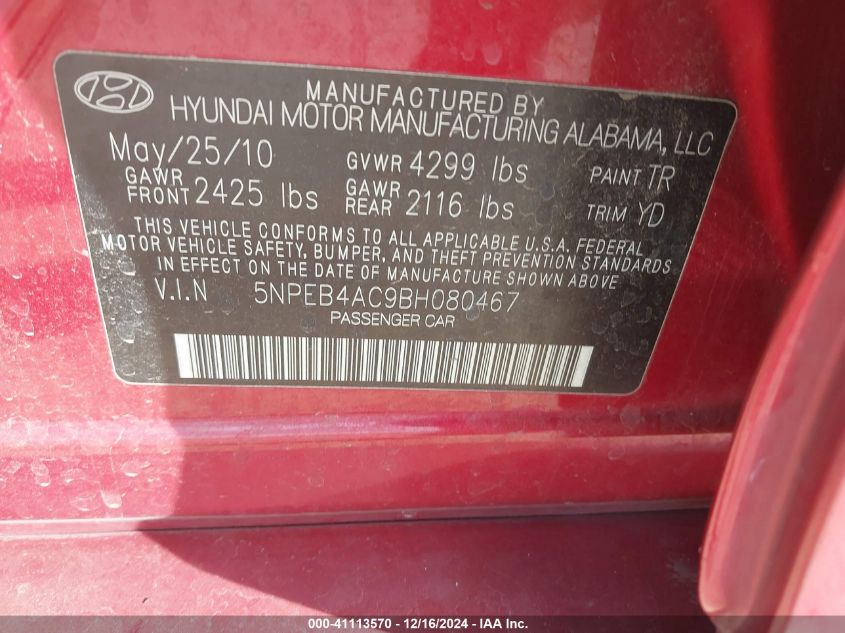 MANUFACTURED BY
HYUNDAI MOTOR MANUFACTURING ALABAMA, LLC
May/25/10 GVWR 4299 lbs PAINT TR
GAWR FRONT 2425 lbs GAWR REAR 2116 lbs TRIM YD
THIS VEHICLE CONFORMS TO ALL APPLICABLE U.S.A. FEDERAL
MOTOR VEHICLE SAFETY, BUMPER, AND THEFT PREVENTION STANDARDS
IN EFFECT ON THE DATE OF MANUFACTURE SHOWN ABOVE
V.I.N 5NPEB4AC9BH080467
PASSENGER CAR
000-41113570 - 12/16/2024 - IAA Inc.